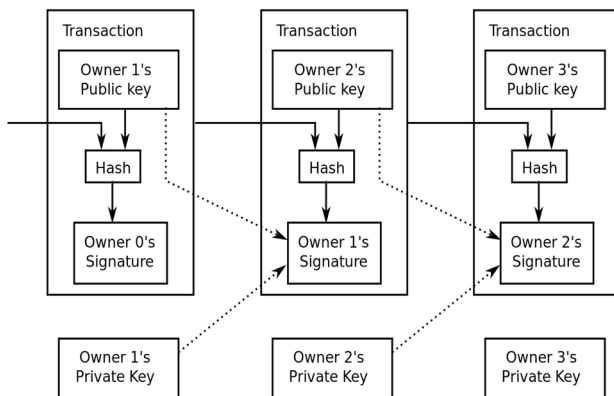 Transaction
Owner 1's
Public key
Hash
Owner 0's
Signature
Transaction
Owner 2's
Public key
Hash
Owner 1's
Signature
Transaction
Owner 3's
Public key
Hash
Owner 2's
Signature
Owner 1's
Private Key
Owner 2's
Private Key
Owner 3's
Private Key